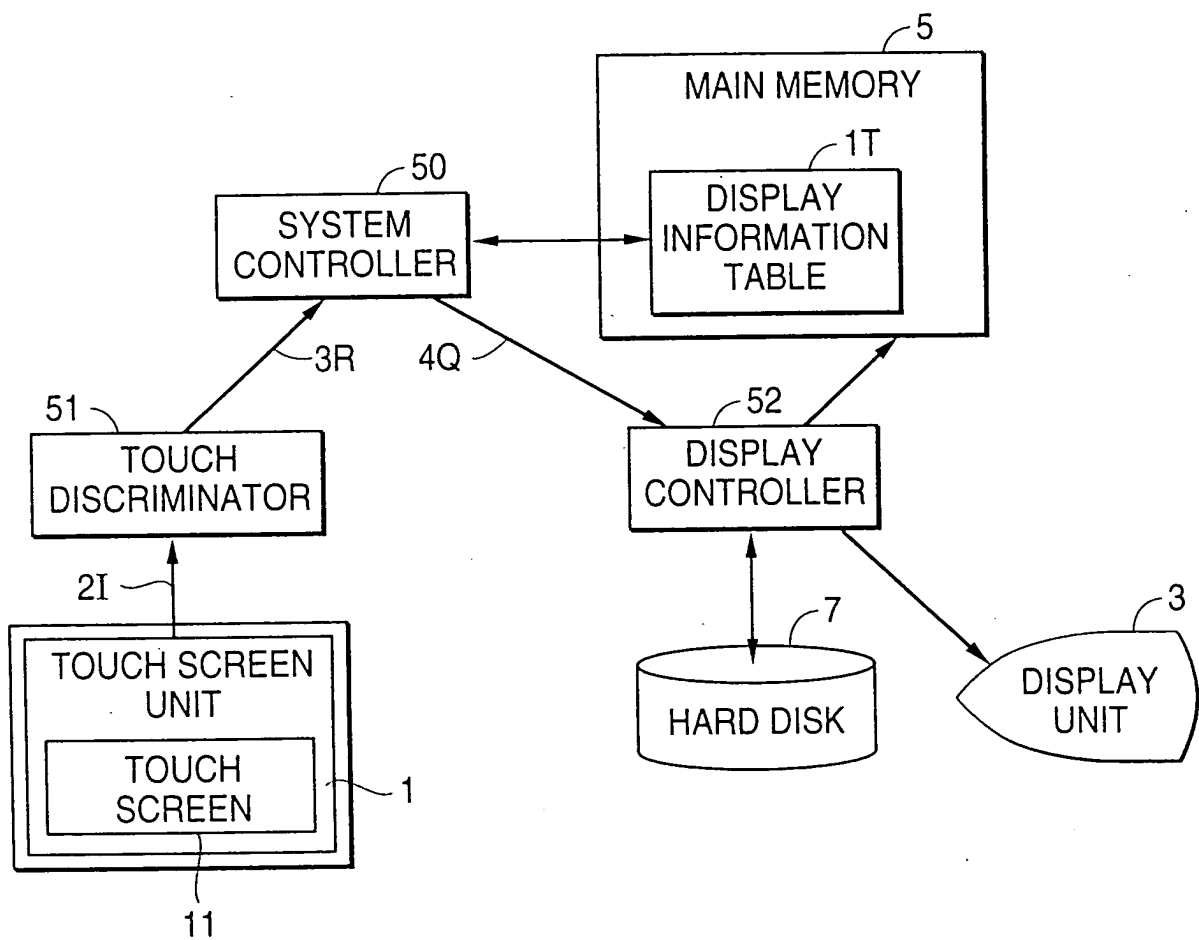 5
MAIN MEMORY
1T
DISPLAY
INFORMATION
TABLE
50
SYSTEM
CONTROLLER
3R
4Q
51
TOUCH
DISCRIMINATOR
52
DISPLAY
CONTROLLER
2I
TOUCH SCREEN
UNIT
TOUCH
SCREEN
1
11
7
HARD DISK
3
DISPLAY
UNIT